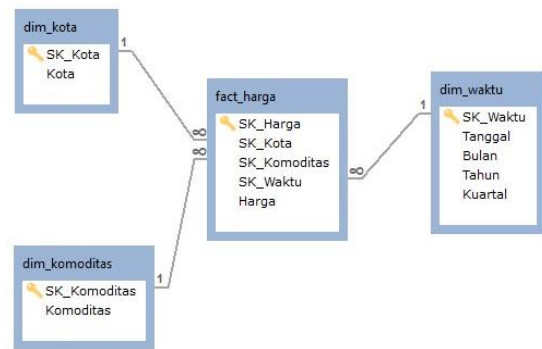 dim_kota
SK_Kota
Kota
1
fact_harga
SK_Harga
SK_Kota
SK_Komoditas
SK_Waktu
Harga
∞
∞
∞
dim_waktu
SK_Waktu
Tanggal
Bulan
Tahun
Kuartal
1
dim_komoditas
SK_Komoditas
Komoditas
1